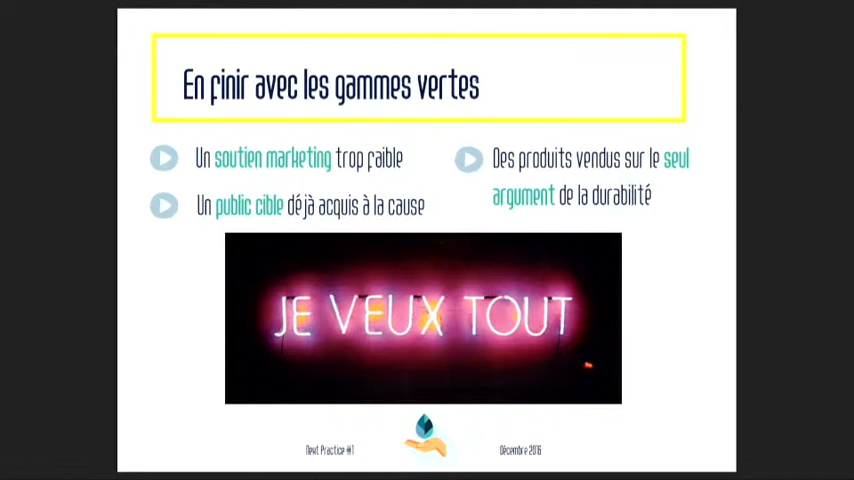 En finir avec les gammes vertes
Un soutien marketing trop faible
Un public cible déjà acquis à la cause
Des produits vendus sur le seul
argument de la durabilité
JE VEUX TOUT
Next Practice #1
Décembre 2016